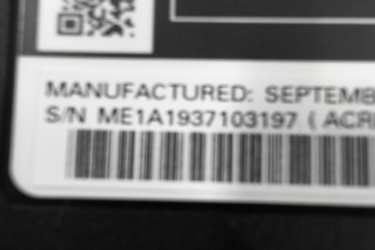 MANUFACTURED: SEPTEMB
S/N ME1A1937103197 ( ACR